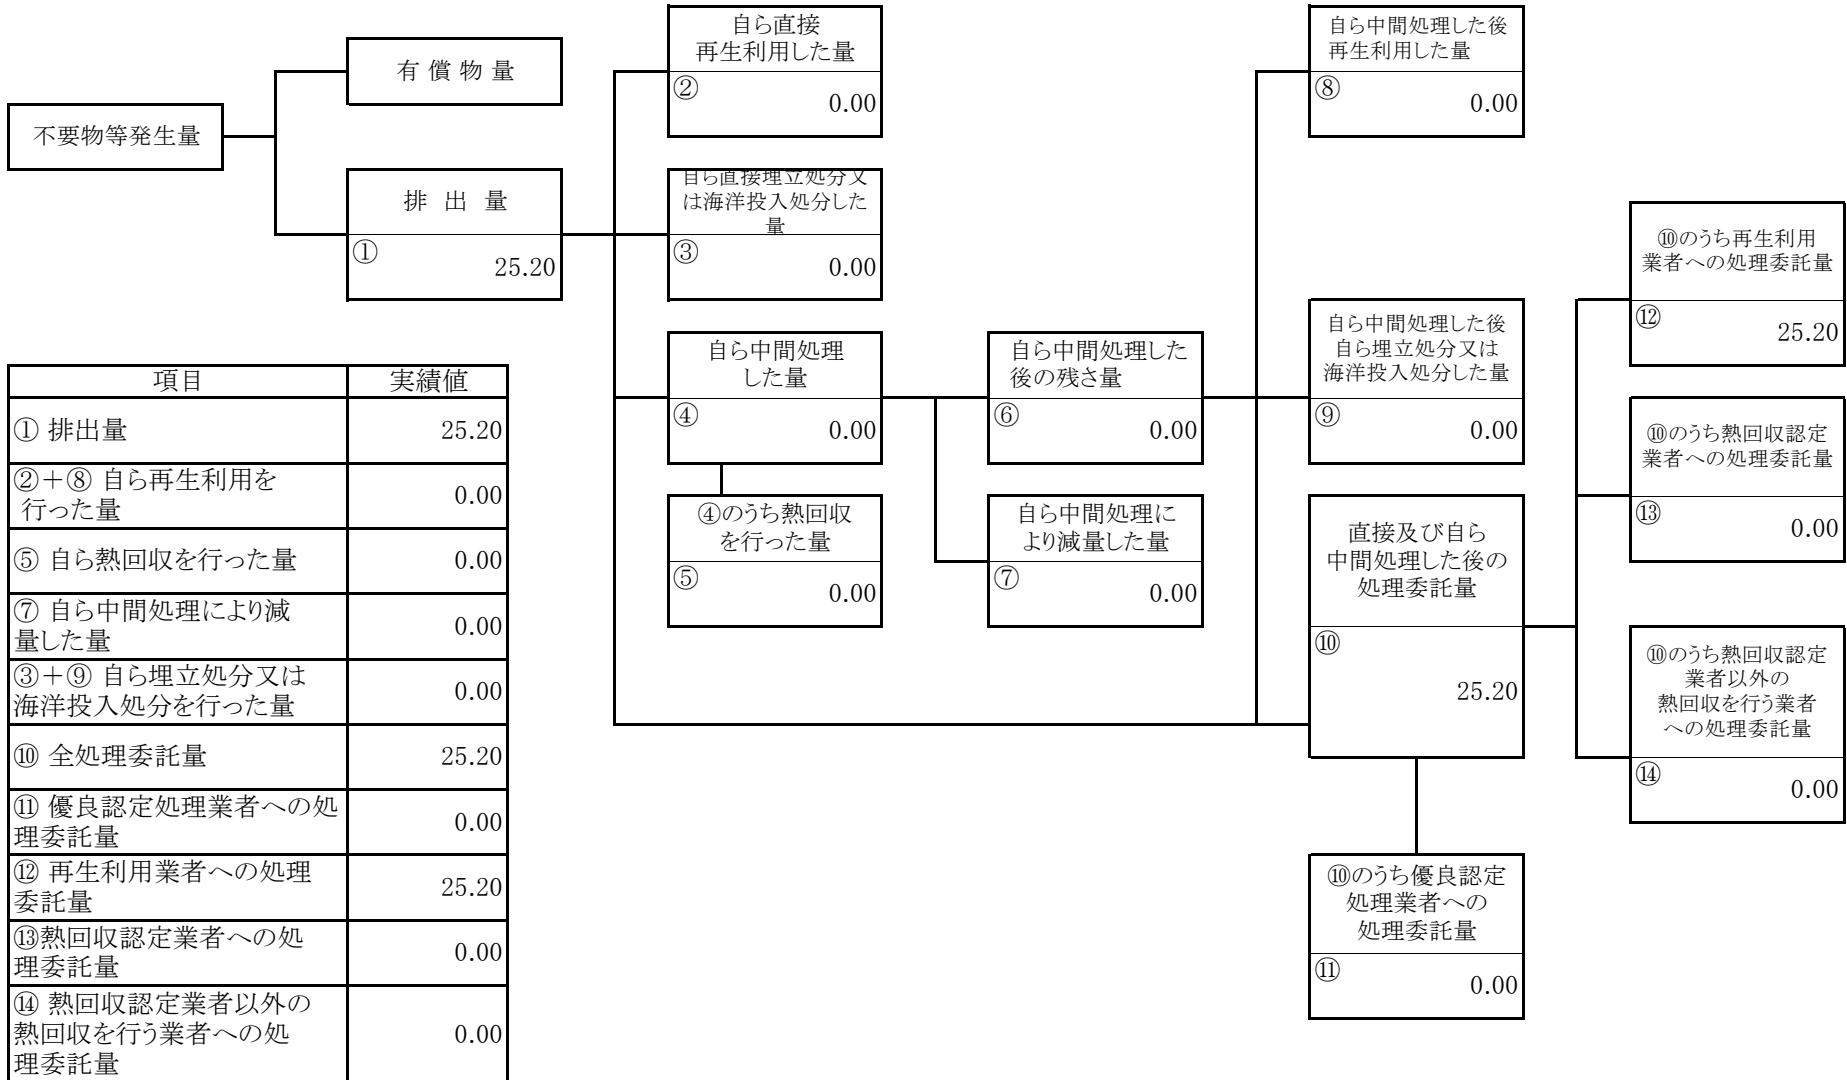 不要物等発生量
有 償 物 量
排 出 量
①
25.20
自ら直接
再生利用した量
②
0.00
自ら直接埋立処分又
は海洋投入処分した
量
③
0.00
自ら中間処理
した量
④
0.00
④のうち熱回収
を行った量
⑤
0.00
自ら中間処理した
後の残さ量
⑥
0.00
自ら中間処理に
より減量した量
⑦
0.00
自ら中間処理した後
再生利用した量
⑧
0.00
自ら中間処理した後
自ら埋立処分又は
海洋投入処分した量
⑨
0.00
直接及び自ら
中間処理した後の
処理委託量
⑩
25.20
⑩のうち優良認定
処理業者への
処理委託量
⑪
0.00
⑩のうち再生利用
業者への処理委託量
⑫
25.20
⑩のうち熱回収認定
業者への処理委託量
⑬
0.00
⑩のうち熱回収認定
業者以外の
熱回収を行う業者
への処理委託量
⑭
0.00
項目 実績値
① 排出量 25.20
②＋⑧ 自ら再生利用を
行った量 0.00
⑤ 自ら熱回収を行った量 0.00
⑦ 自ら中間処理により減
量した量 0.00
③＋⑨ 自ら埋立処分又は
海洋投入処分を行った量 0.00
⑩ 全処理委託量 25.20
⑪ 優良認定処理業者への処
理委託量 0.00
⑫ 再生利用業者への処理
委託量 25.20
⑬熱回収認定業者への処
理委託量 0.00
⑭ 熱回収認定業者以外の
熱回収を行う業者への処
理委託量 0.00